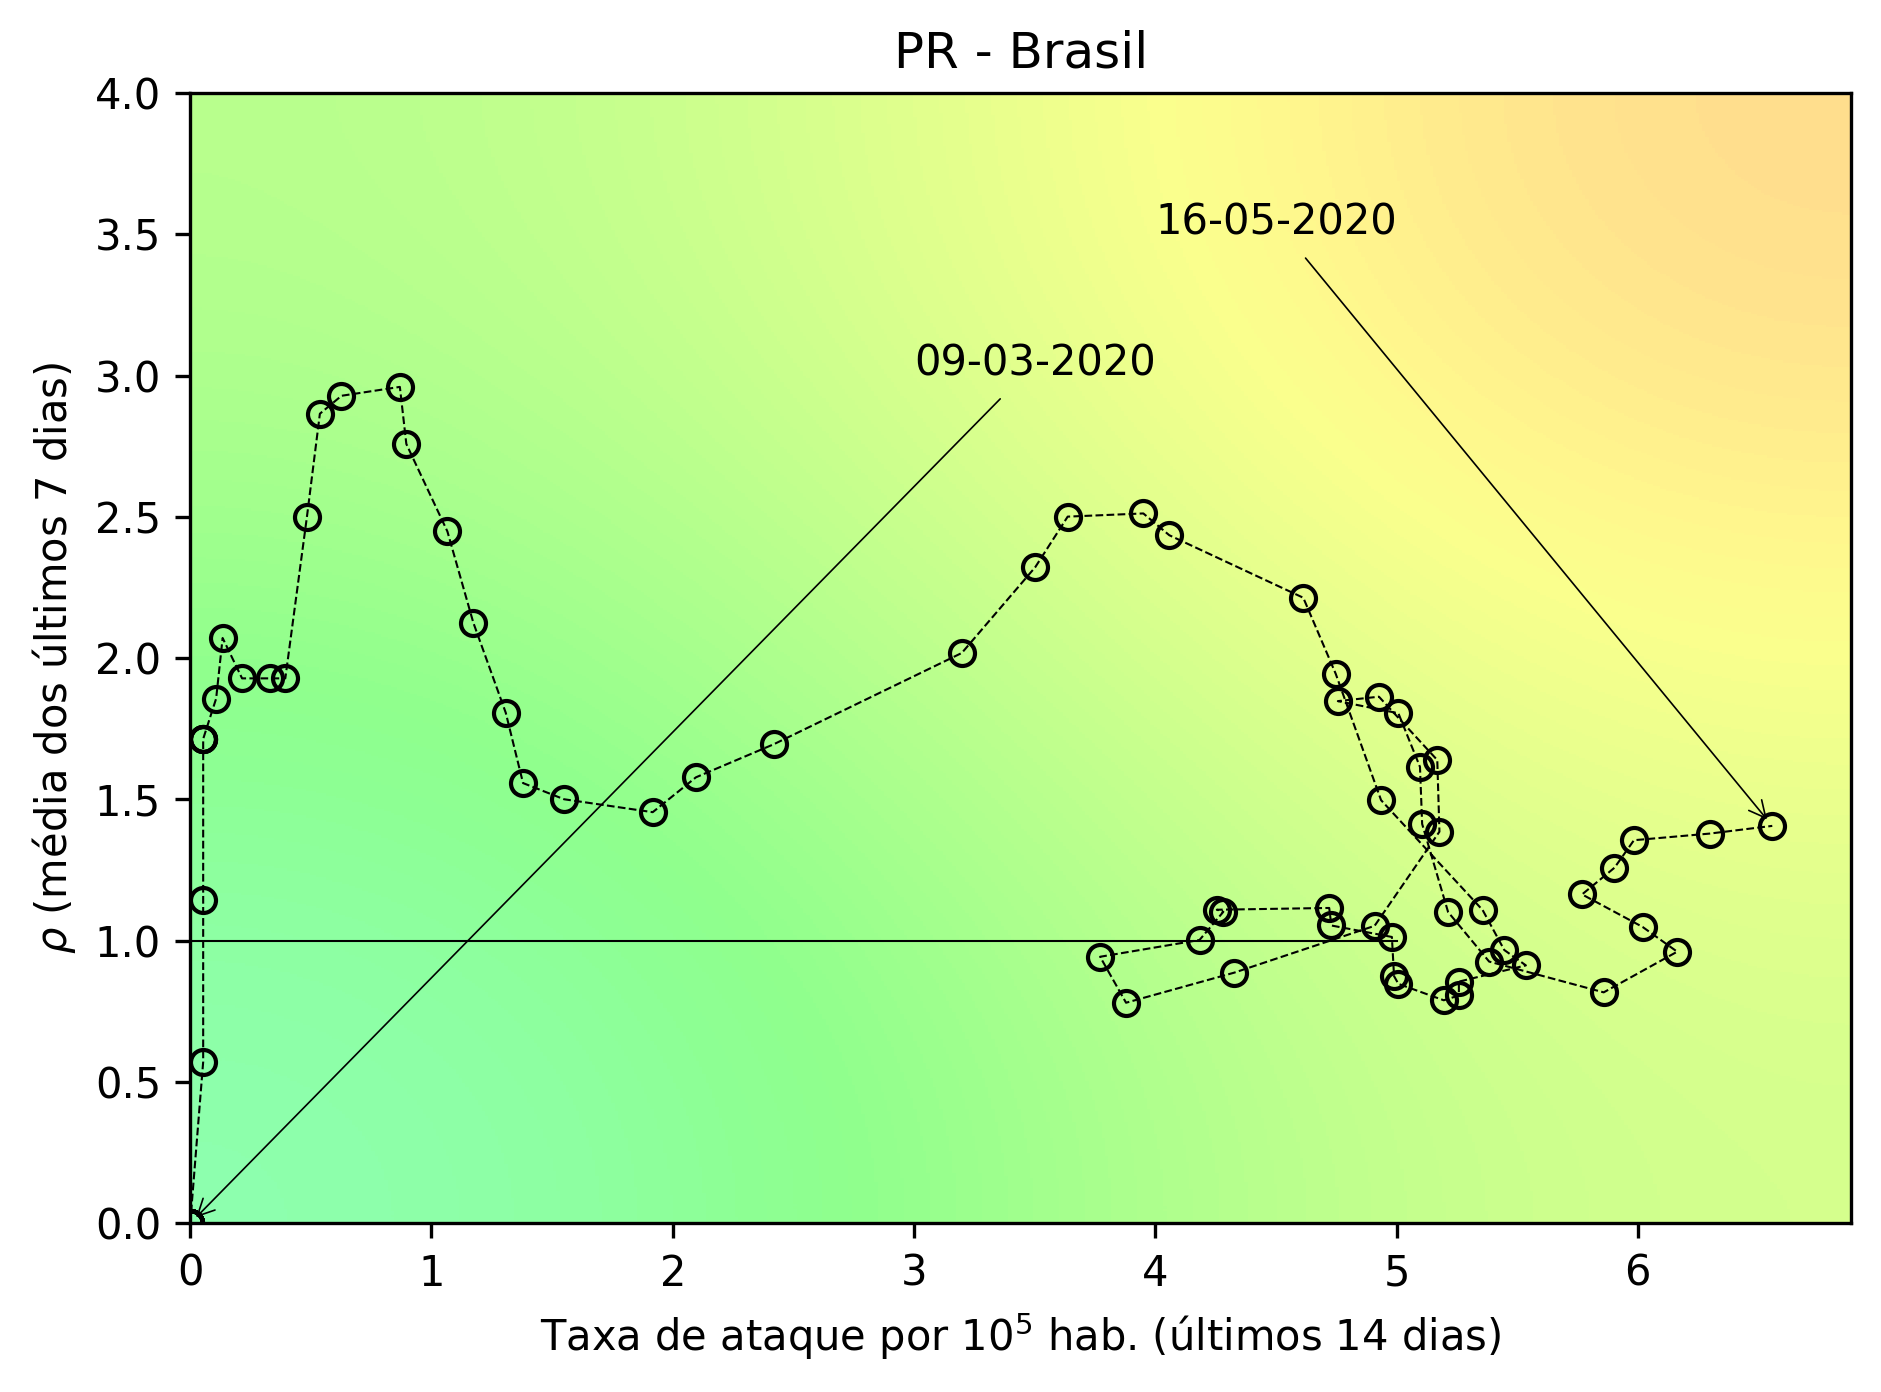 PR - Brasil
4.0
3.5
3.0
2.5
2.0
1.5
1.0
0.5
0.0
ρ (média dos últimos 7 dias)
16-05-2020
09-03-2020
0 1 2 3 4 5 6
Taxa de ataque por 10⁵ hab. (últimos 14 dias)